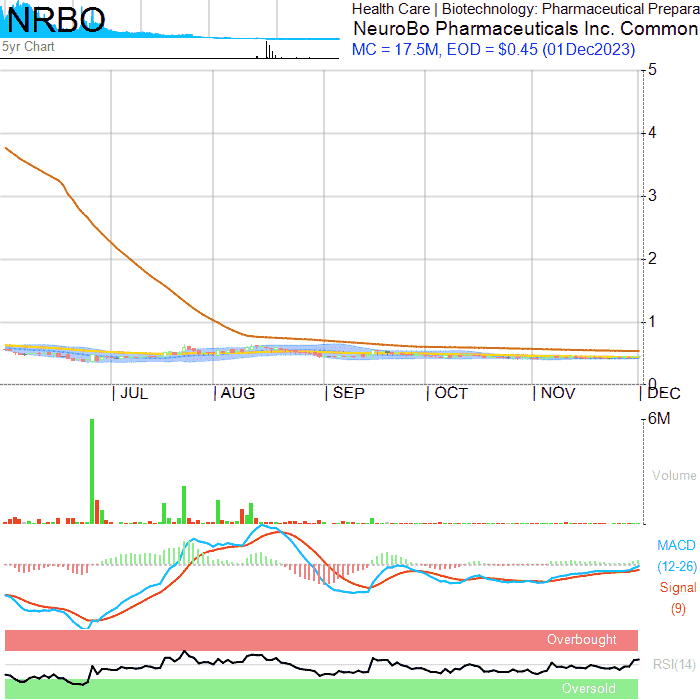 NRBO
5yr Chart
Health Care | Biotechnology: Pharmaceutical Prepara
NeuroBo Pharmaceuticals Inc. Common
MC = 17.5M, EOD = $0.45 (01Dec2023)
5
4
3
2
1
0
JUL AUG SEP OCT NOV DEC
6M
Volume
MACD
(12-26)
Signal
(9)
Overbought
RSI(14)
Oversold